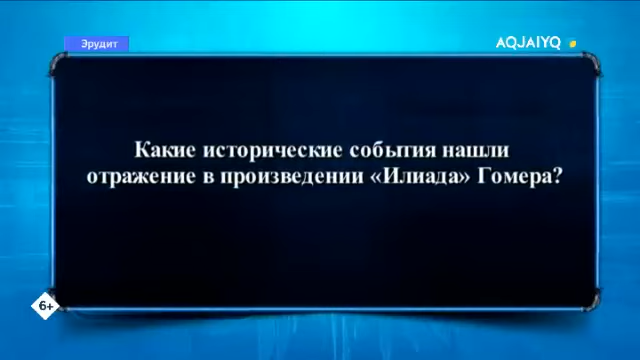 Эрудит
AQJAIYQ
Какие исторические события нашли
отражение в произведении «Илиада» Гомера?
6+